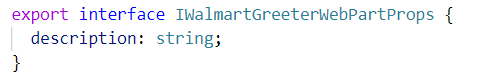 export interface IWalmartGreeterWebPartProps {
  description: string;
}